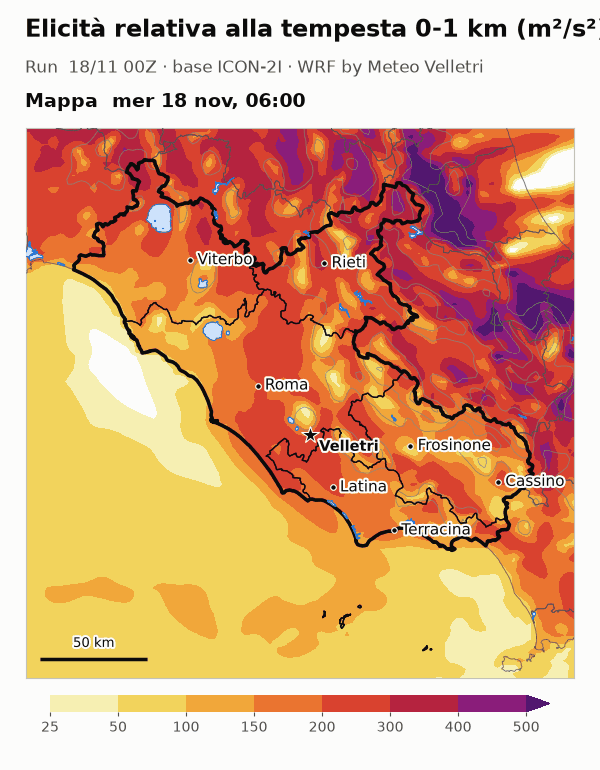 Elicità relativa alla tempesta 0-1 km (m²/s²)
Run  18/11 00Z · base ICON-2I · WRF by Meteo Velletri
Mappa  mer 18 nov, 06:00
Viterbo
Rieti
Roma
Velletri
Frosinone
Latina
Cassino
Terracina
50 km
25 50 100 150 200 300 400 500